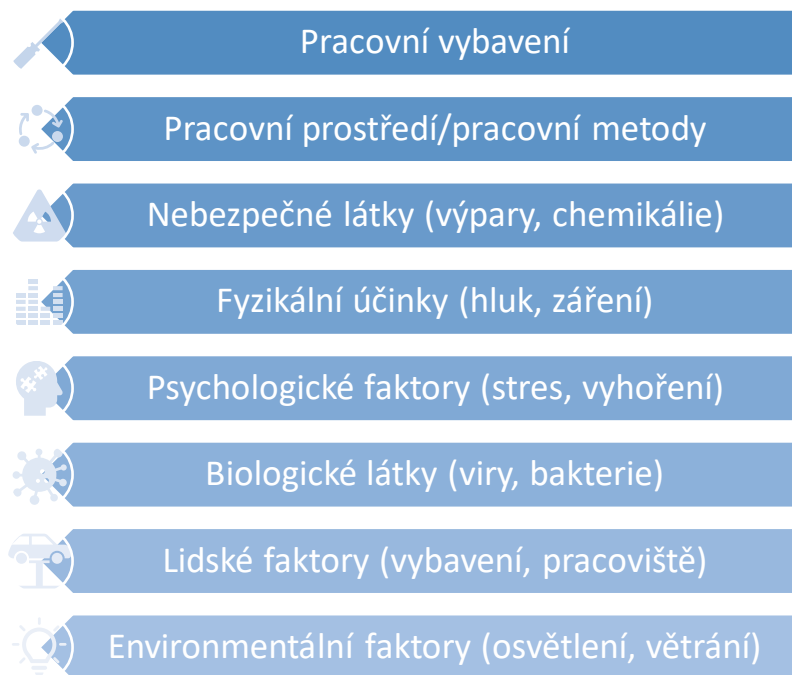 Pracovní vybavení
Pracovní prostředí/pracovní metody
Nebezpečné látky (výpary, chemikálie)
Fyzikální účinky (hluk, záření)
Psychologické faktory (stres, vyhoření)
Biologické látky (viry, bakterie)
Lidské faktory (vybavení, pracoviště)
Environmentální faktory (osvětlení, větrání)